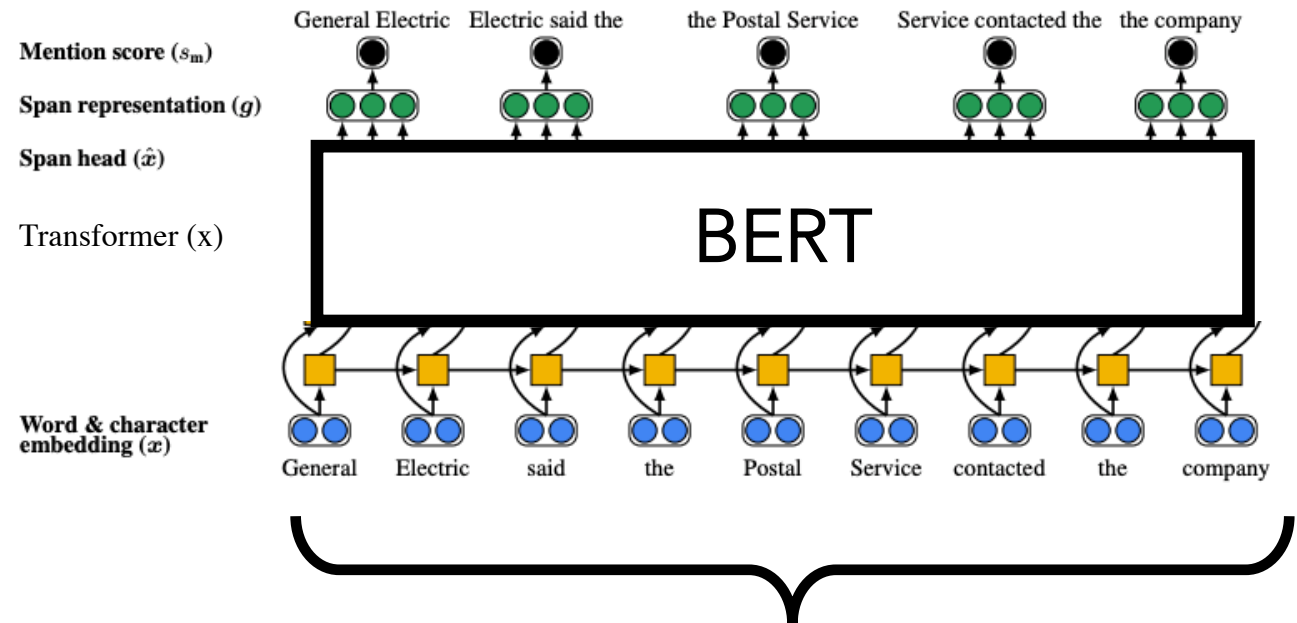 General Electric Electric said the the Postal Service Service contacted the the company
Mention score (sₘ)
Span representation (g)
Span head (x̂)
Transformer (x)
BERT
Word & character
embedding (x)
General Electric said the Postal Service contacted the company